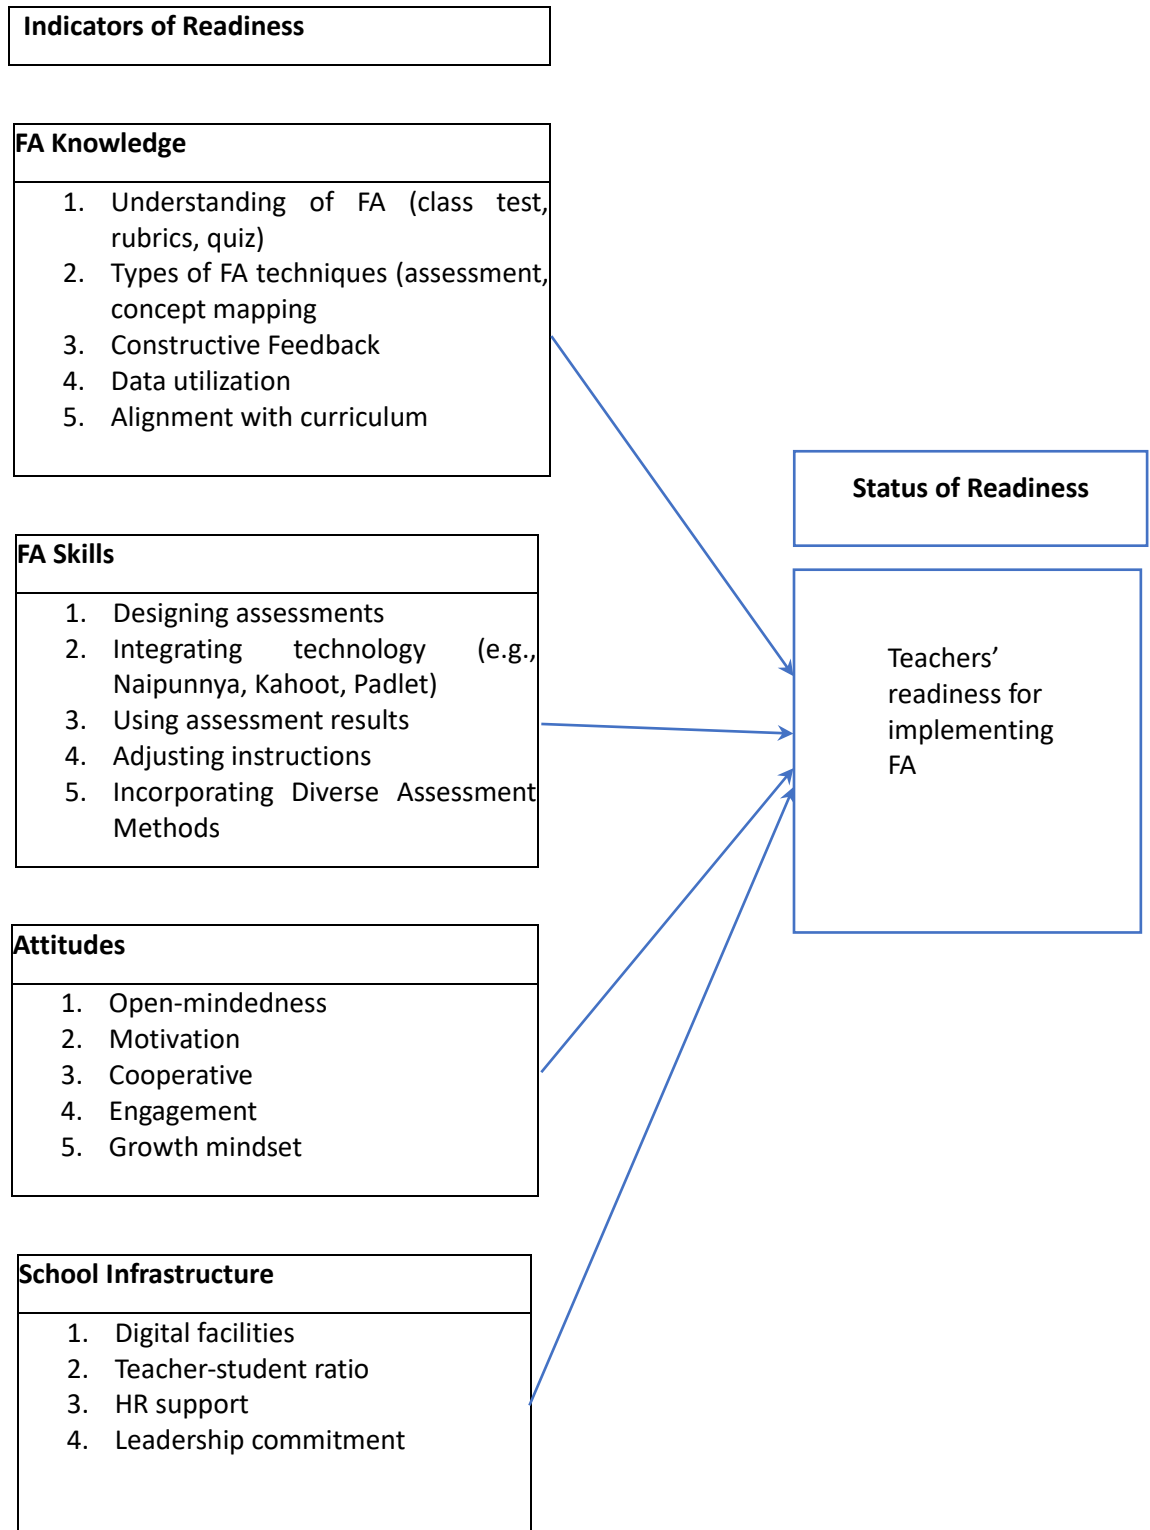 Indicators of Readiness
FA Knowledge
1. Understanding of FA (class test,
rubrics, quiz)
2. Types of FA techniques (assessment,
concept mapping
3. Constructive Feedback
4. Data utilization
5. Alignment with curriculum
FA Skills
1. Designing assessments
2. Integrating technology (e.g.,
Naipunnya, Kahoot, Padlet)
3. Using assessment results
4. Adjusting instructions
5. Incorporating Diverse Assessment
Methods
Attitudes
1. Open-mindedness
2. Motivation
3. Cooperative
4. Engagement
5. Growth mindset
School Infrastructure
1. Digital facilities
2. Teacher-student ratio
3. HR support
4. Leadership commitment
Status of Readiness
Teachers’
readiness for
implementing
FA